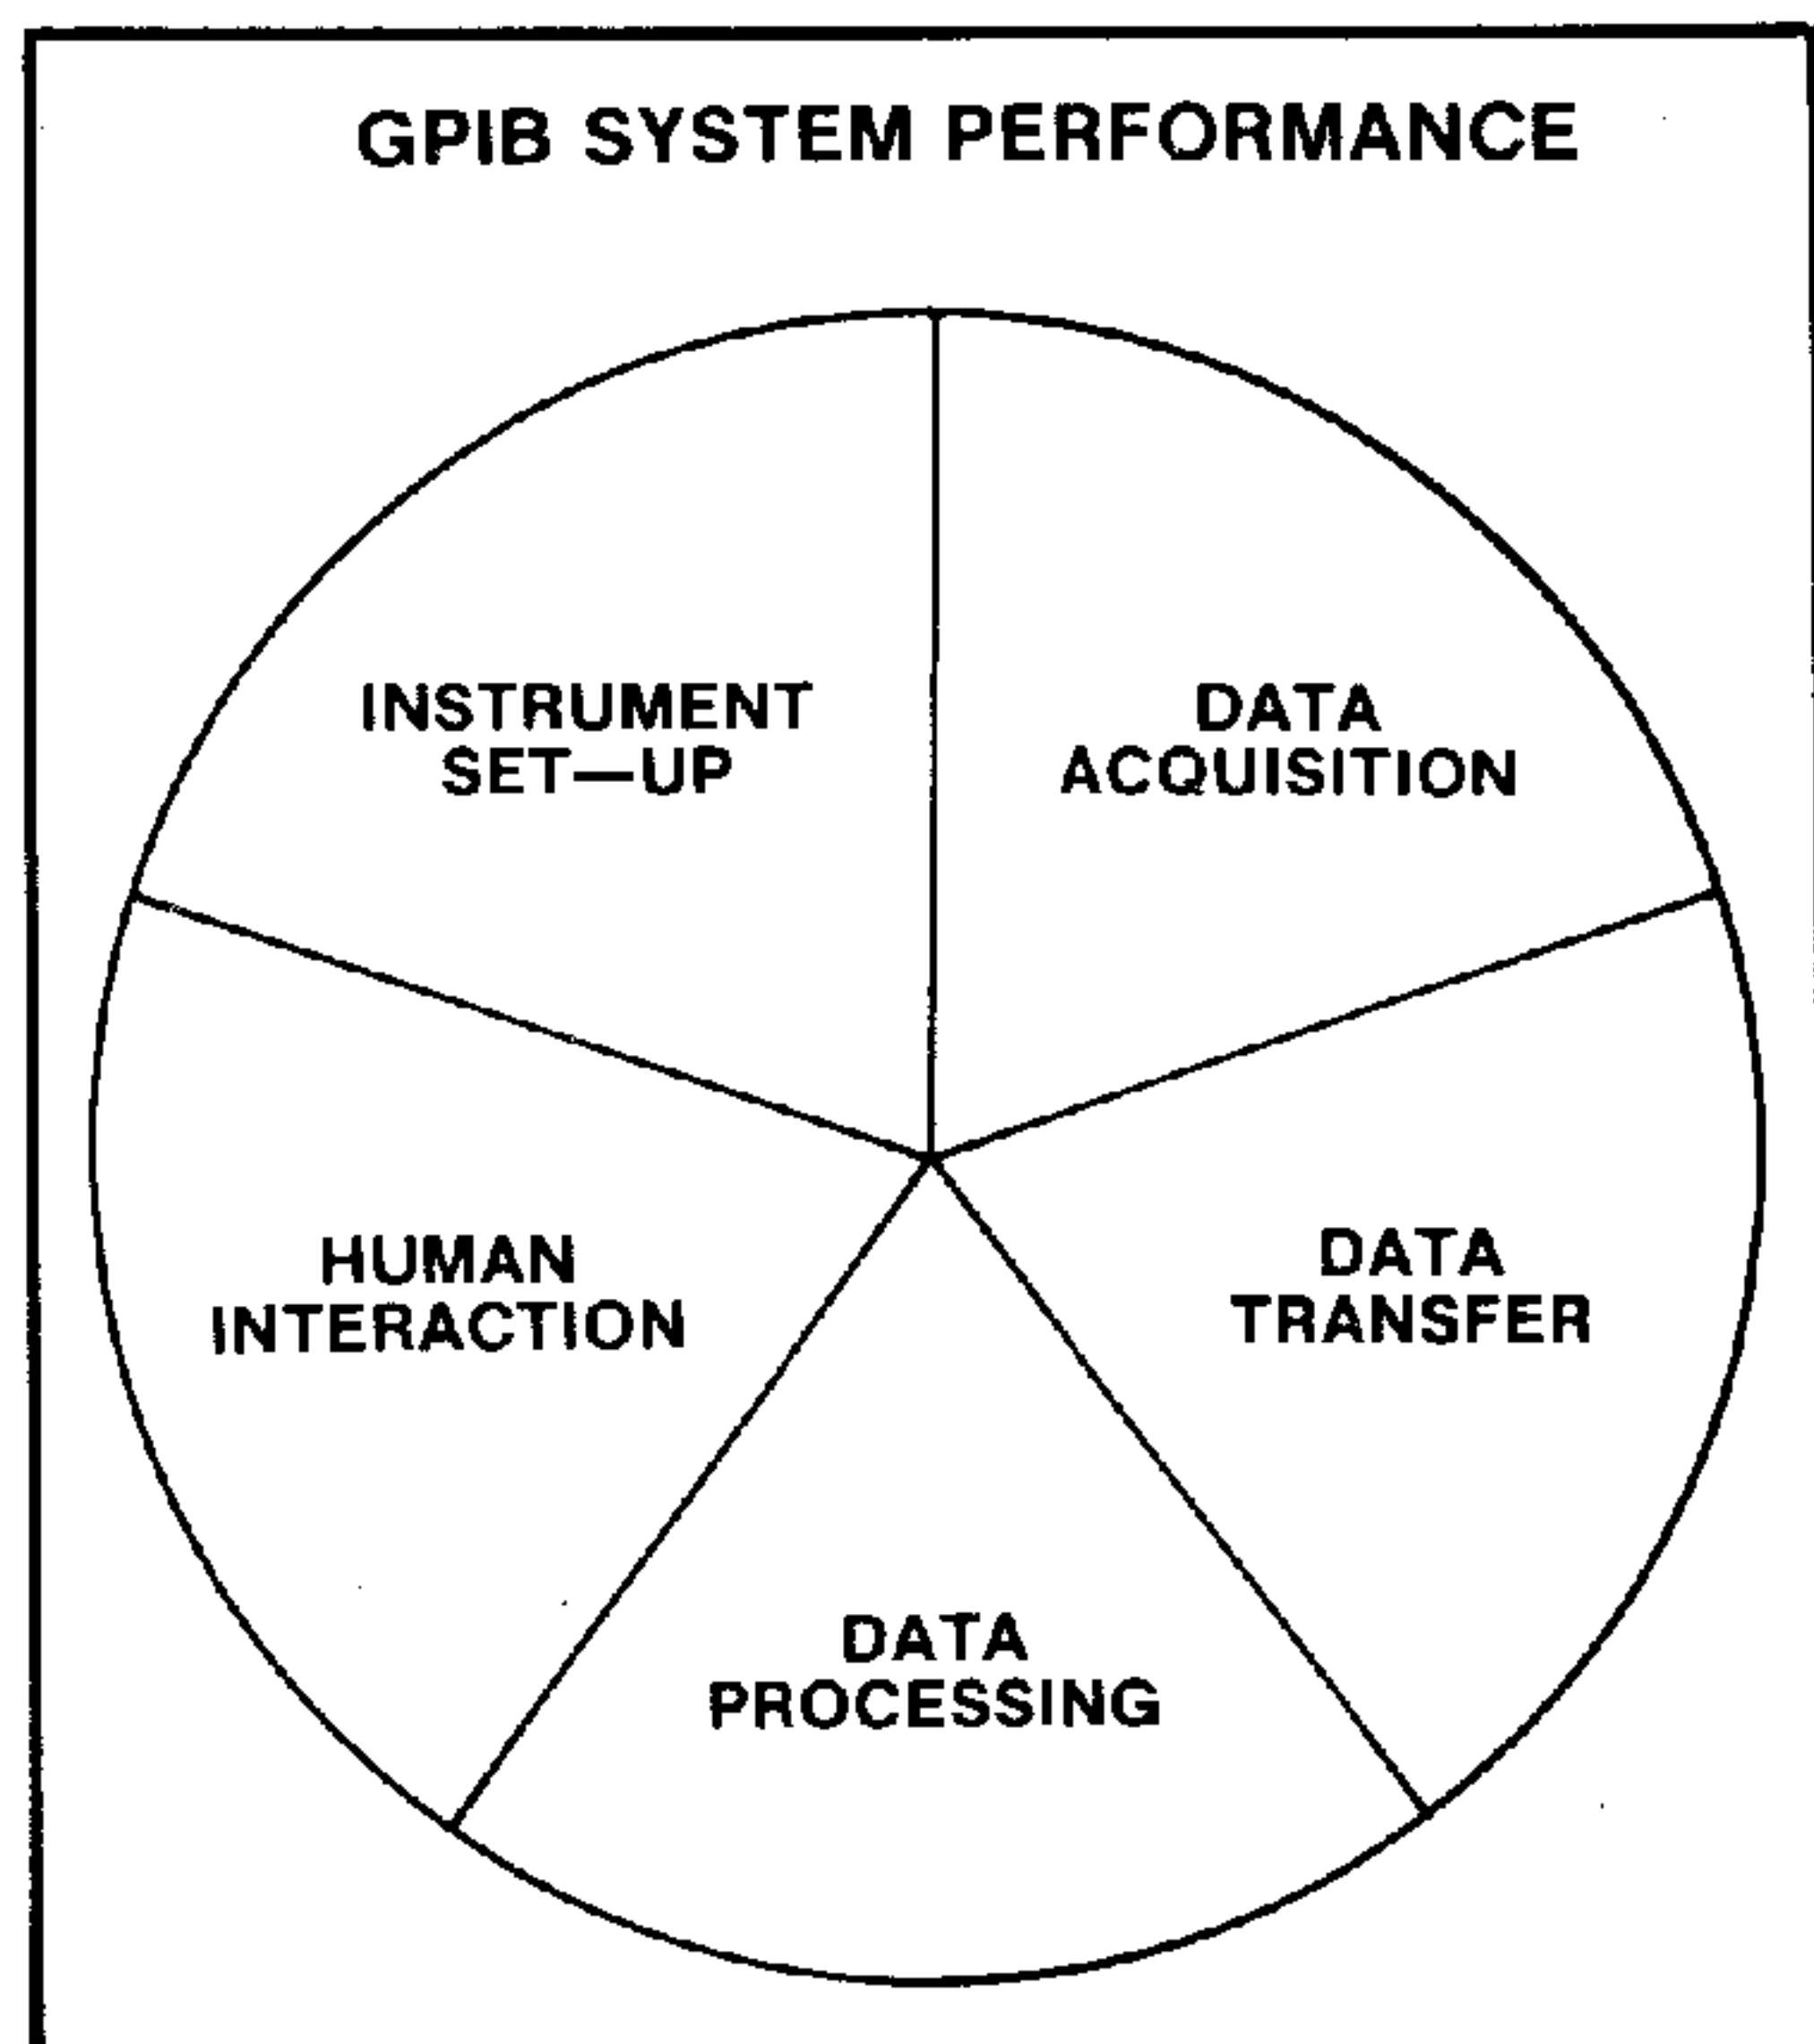 GPIB SYSTEM PERFORMANCE
INSTRUMENT
SET—UP
DATA
ACQUISITION
HUMAN
INTERACTION
DATA
TRANSFER
DATA
PROCESSING